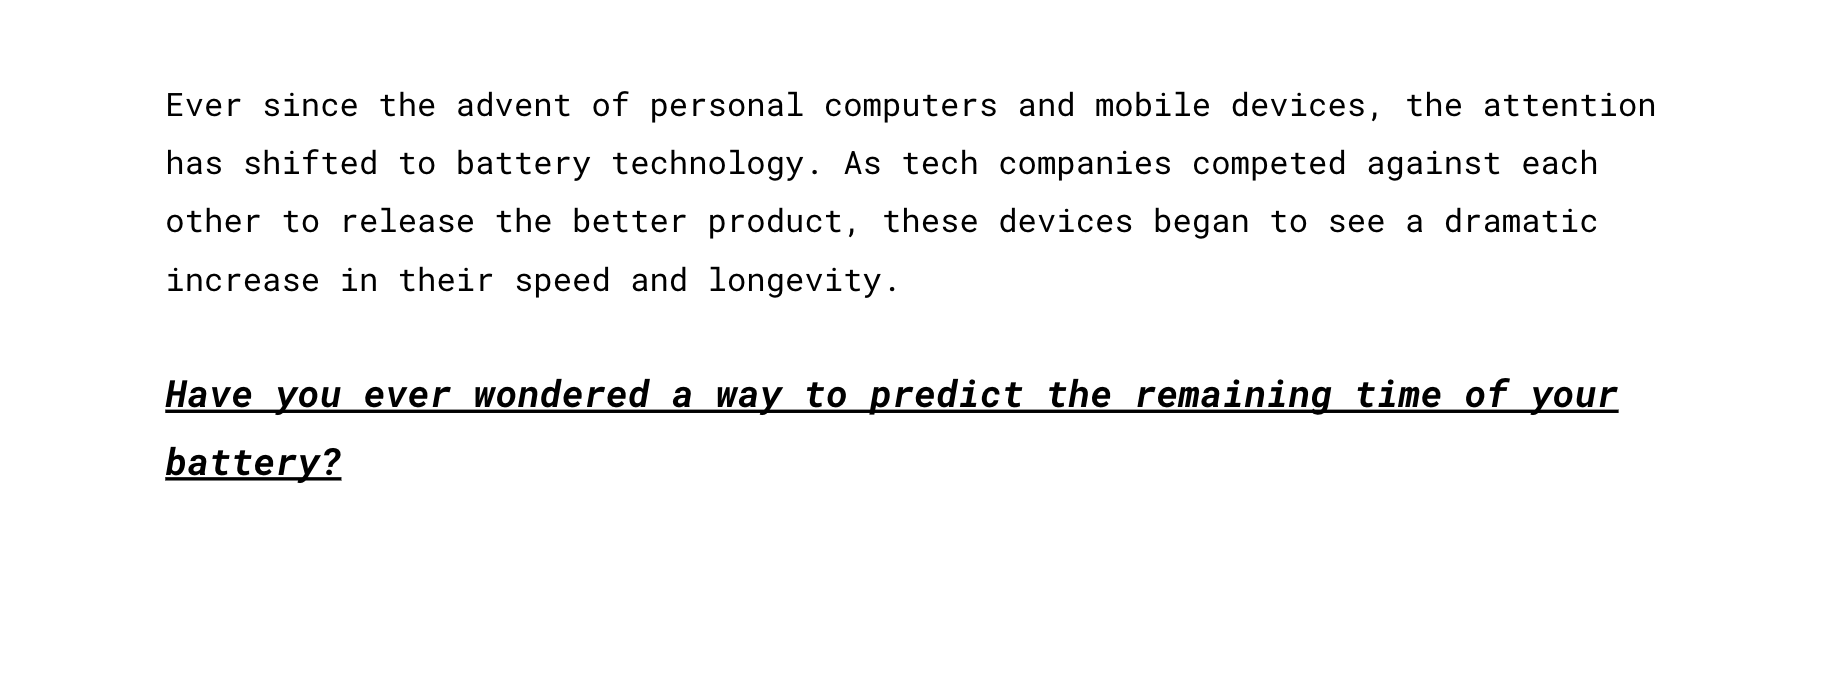 Ever since the advent of personal computers and mobile devices, the attention
has shifted to battery technology. As tech companies competed against each
other to release the better product, these devices began to see a dramatic
increase in their speed and longevity.
Have you ever wondered a way to predict the remaining time of your
battery?